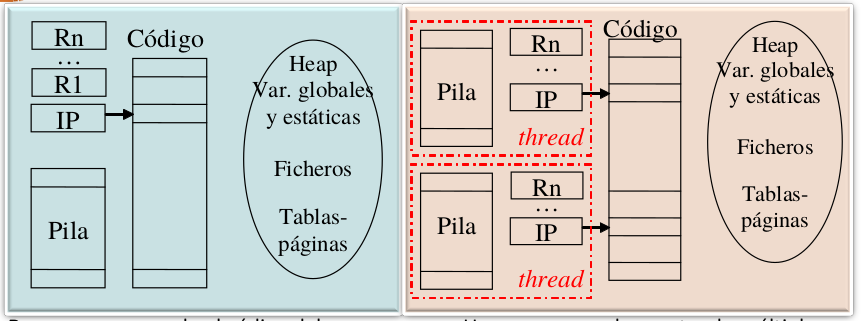 Rn
Código
...
R1
IP
Pila
Heap
Var. globales
y estáticas
Ficheros
Tablas-
páginas
Pila
Rn
...
IP
thread
Código
Pila
Rn
...
IP
thread
Heap
Var. globales
y estáticas
Ficheros
Tablas-
páginas